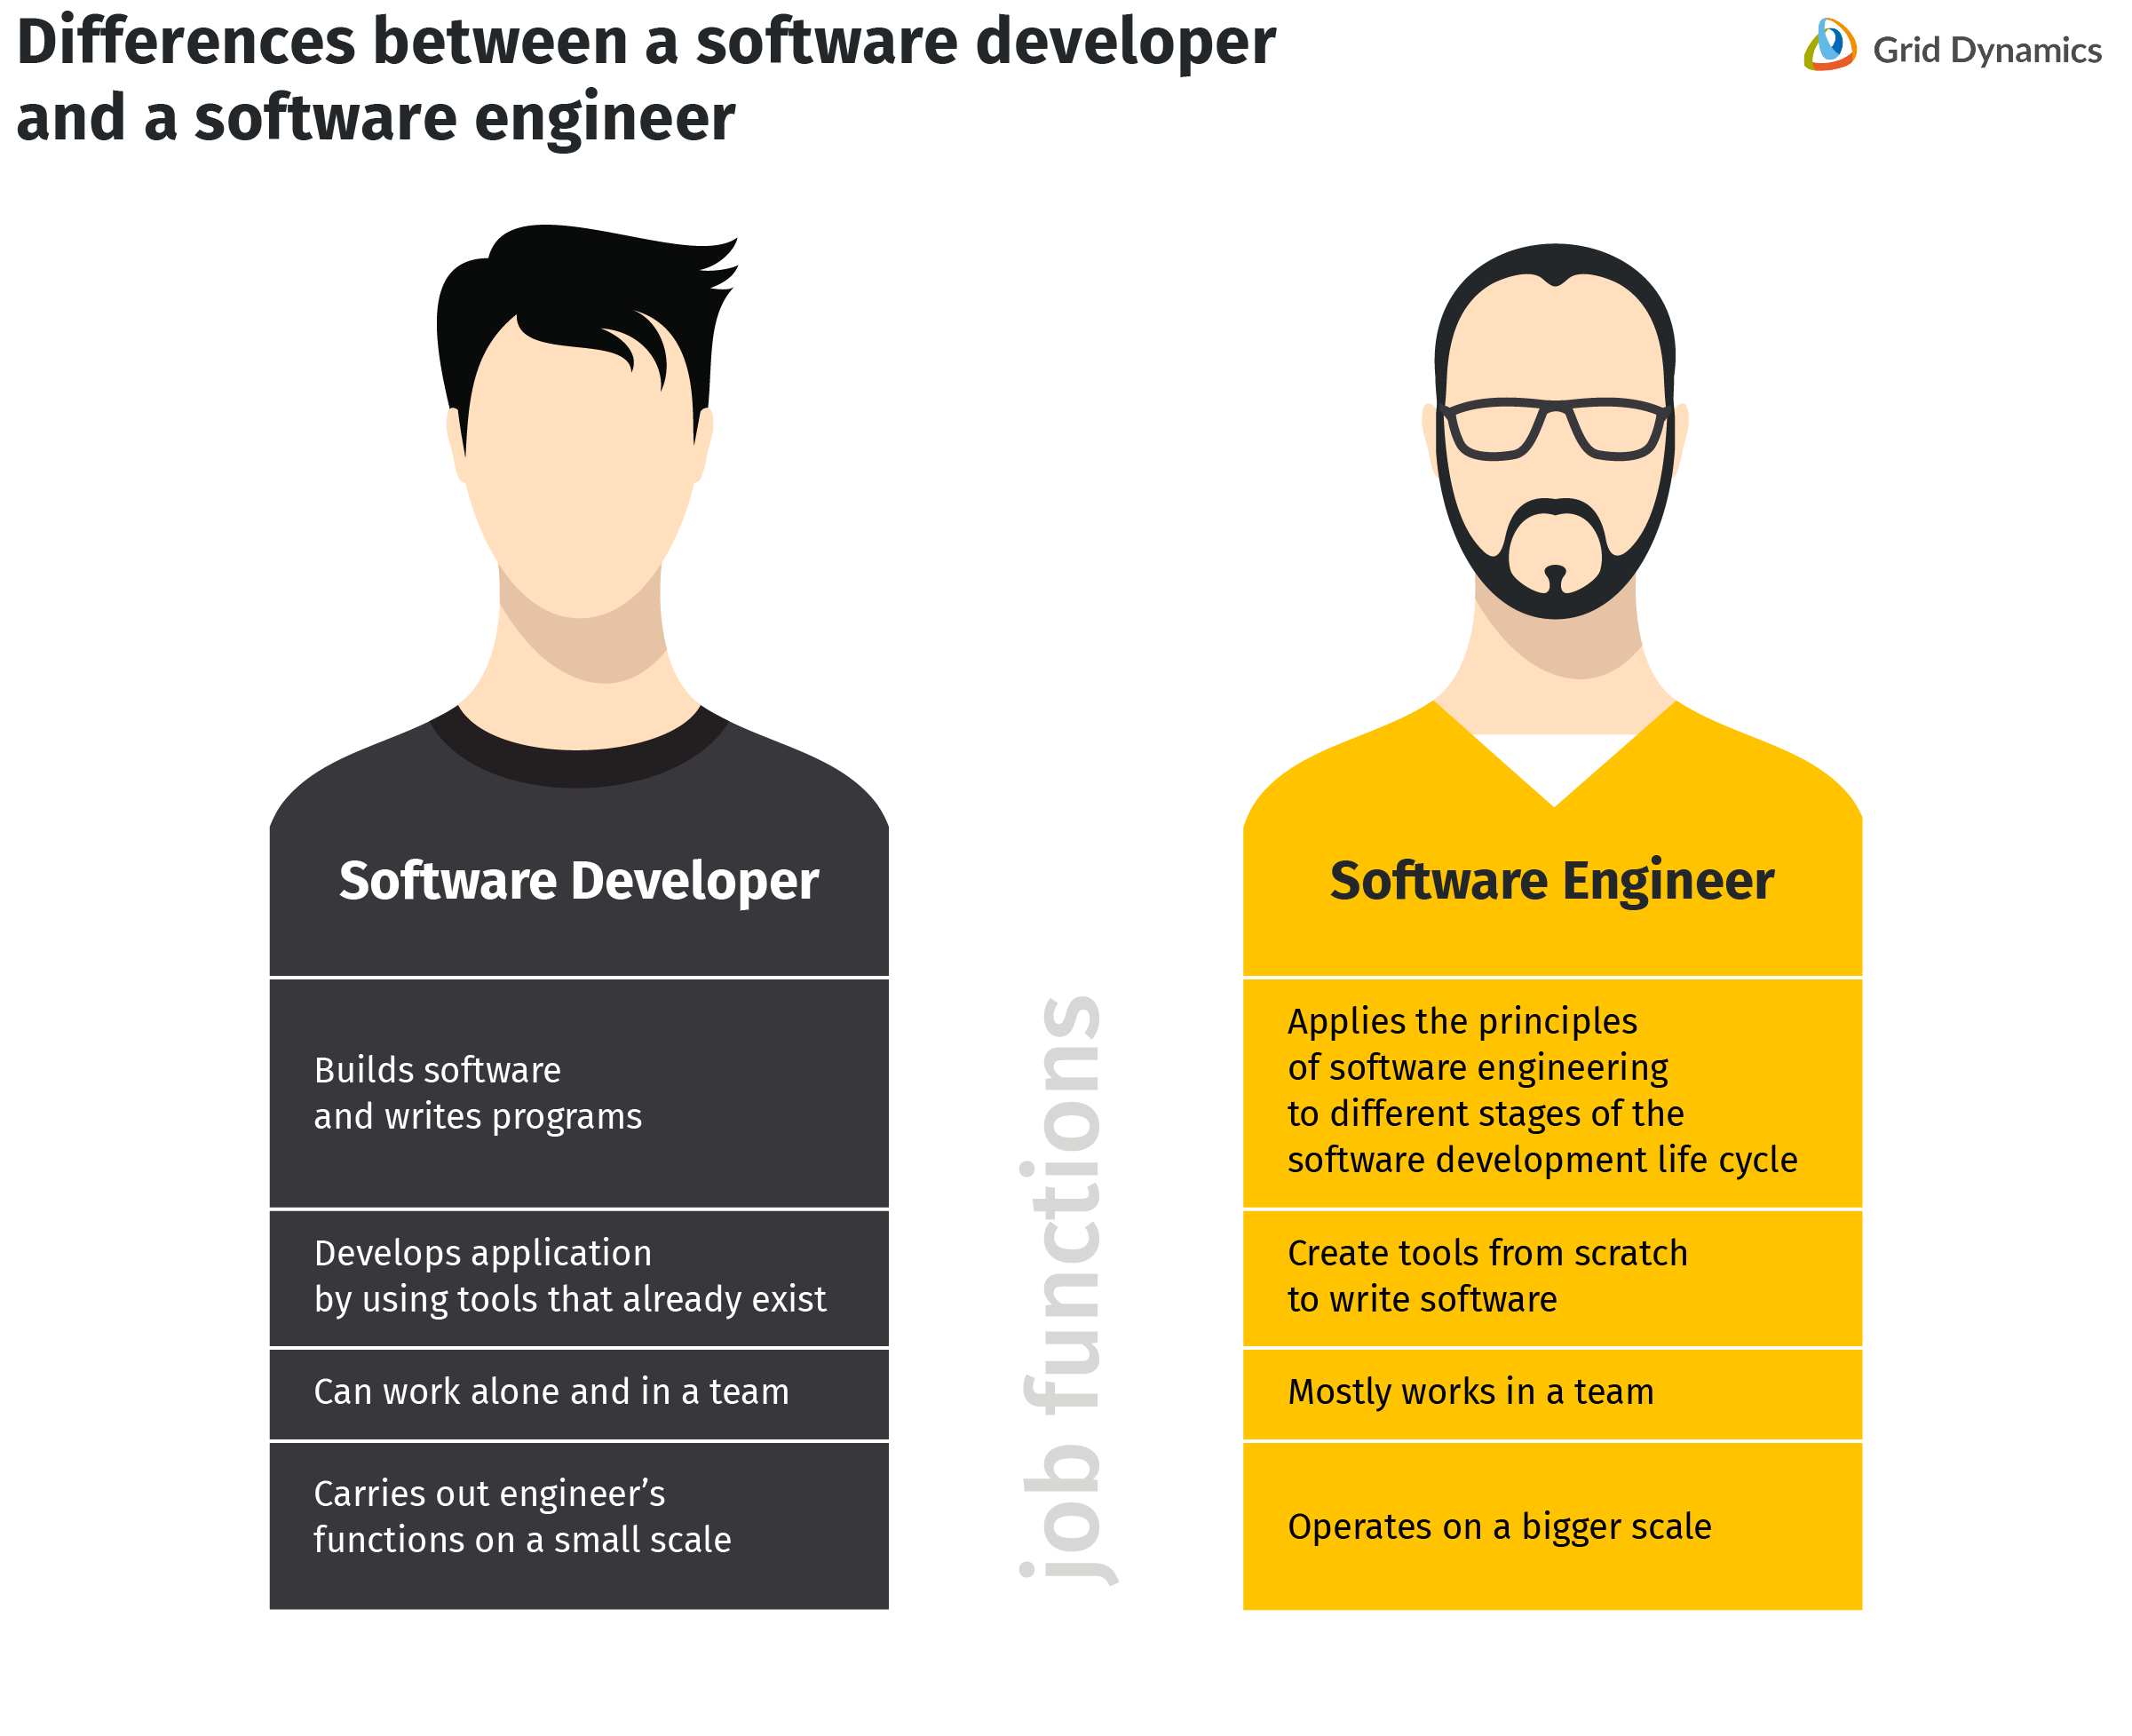 Differences between a software developer
and a software engineer
Grid Dynamics
Software Developer
Builds software
and writes programs
Develops application
by using tools that already exist
Can work alone and in a team
Carries out engineer’s
functions on a small scale
job functions
Software Engineer
Applies the principles
of software engineering
to different stages of the
software development life cycle
Create tools from scratch
to write software
Mostly works in a team
Operates on a bigger scale